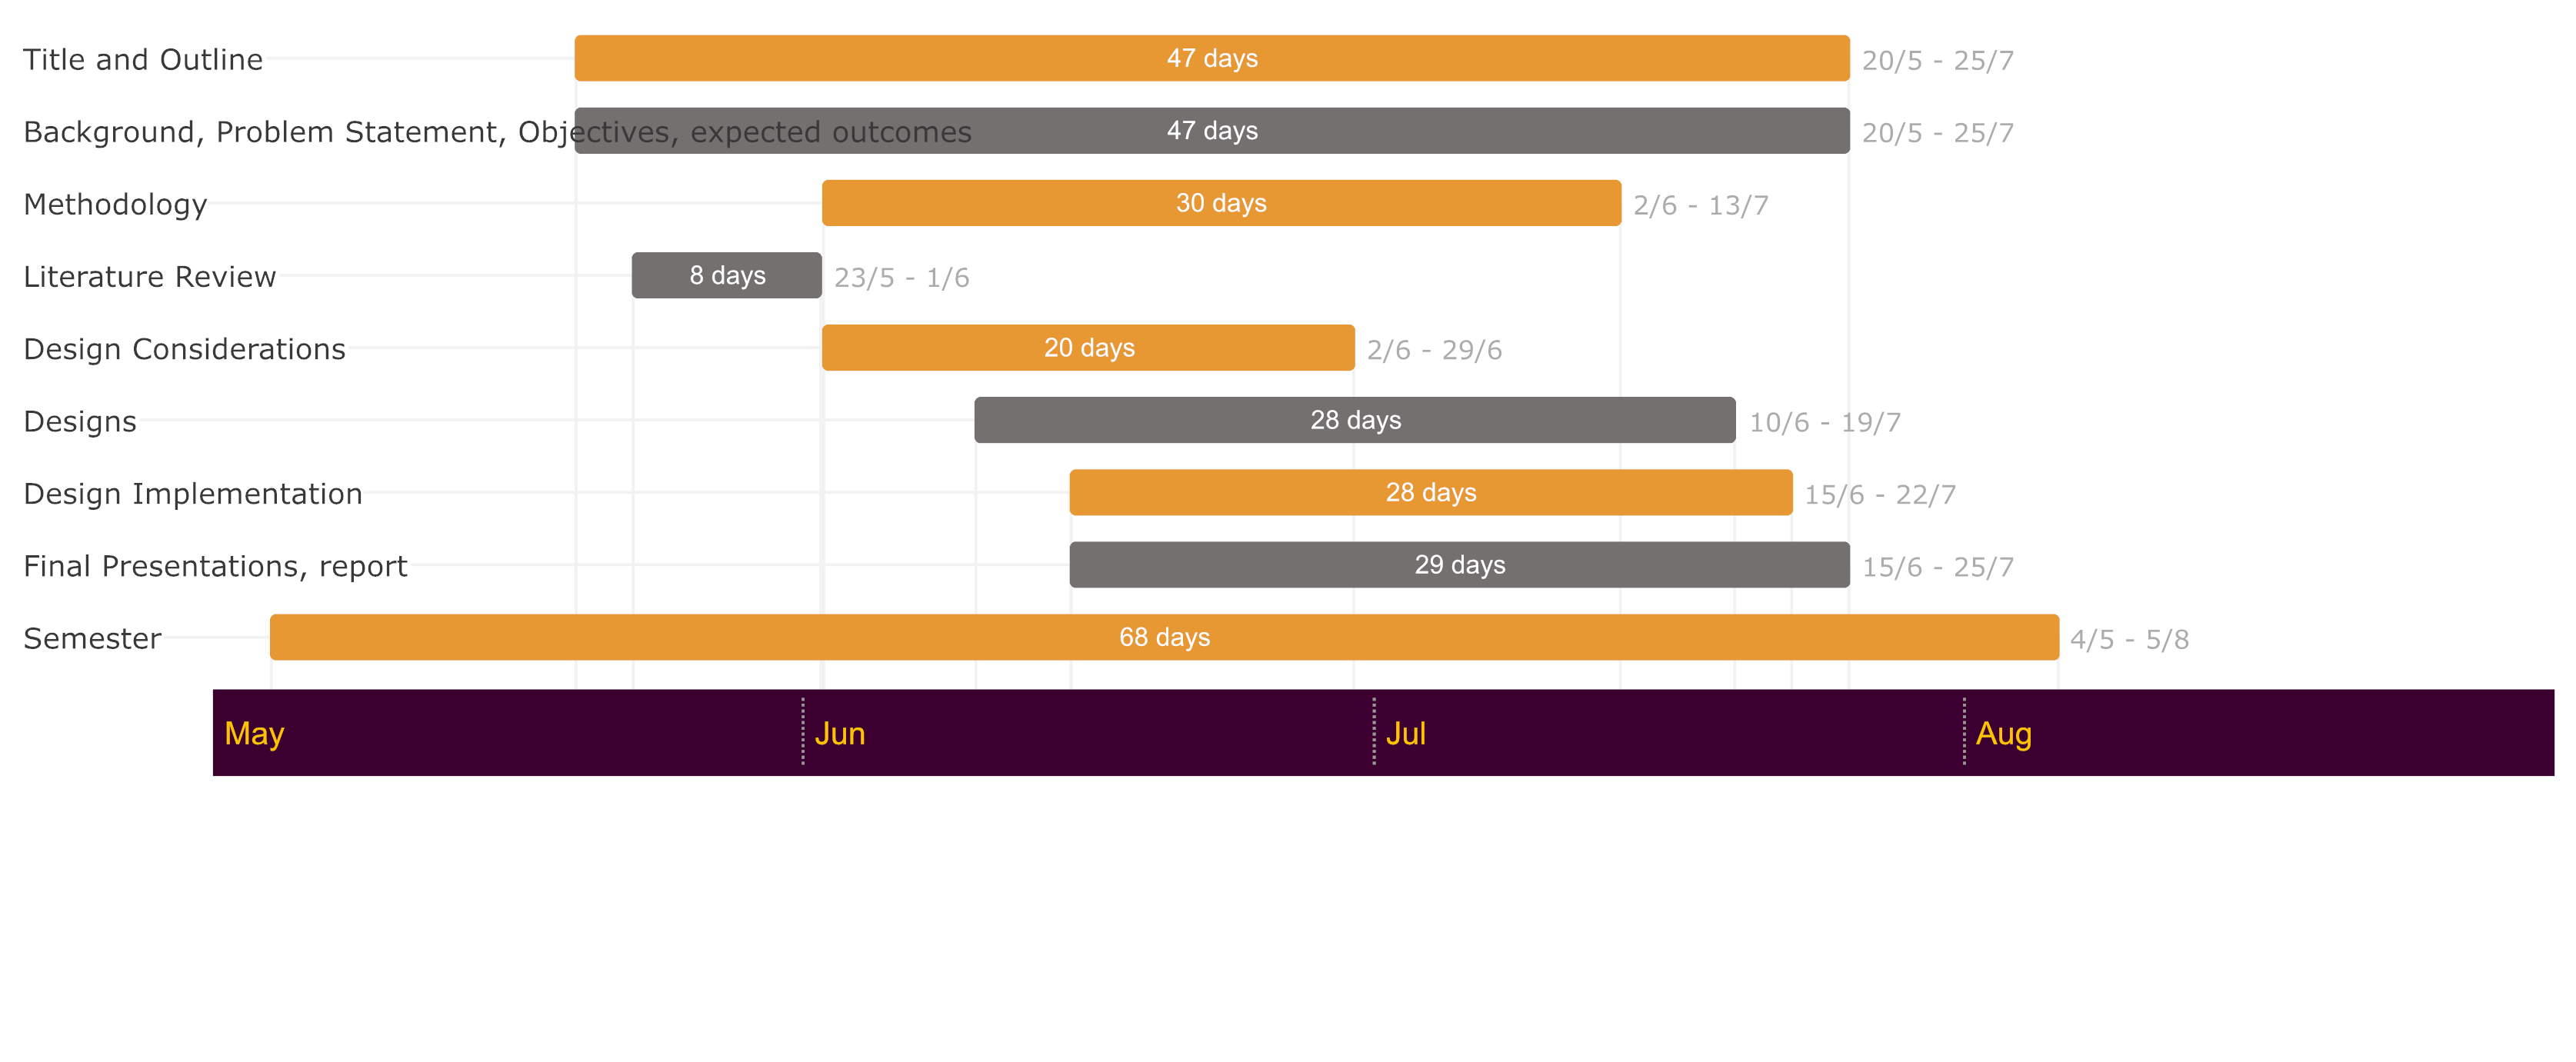 Title and Outline 47 days 20/5 - 25/7
Background, Problem Statement, Objectives, expected outcomes 47 days 20/5 - 25/7
Methodology 30 days 2/6 - 13/7
Literature Review 8 days 23/5 - 1/6
Design Considerations 20 days 2/6 - 29/6
Designs 28 days 10/6 - 19/7
Design Implementation 28 days 15/6 - 22/7
Final Presentations, report 29 days 15/6 - 25/7
Semester 68 days 4/5 - 5/8
May Jun Jul Aug